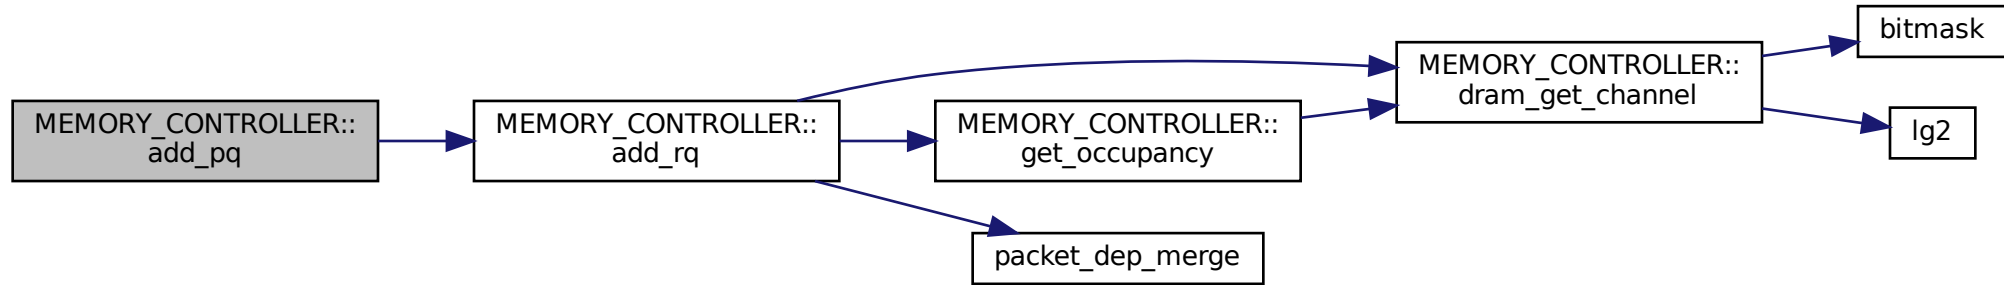 MEMORY_CONTROLLER::
add_pq
MEMORY_CONTROLLER::
add_rq
MEMORY_CONTROLLER::
get_occupancy
packet_dep_merge
MEMORY_CONTROLLER::
dram_get_channel
bitmask
lg2